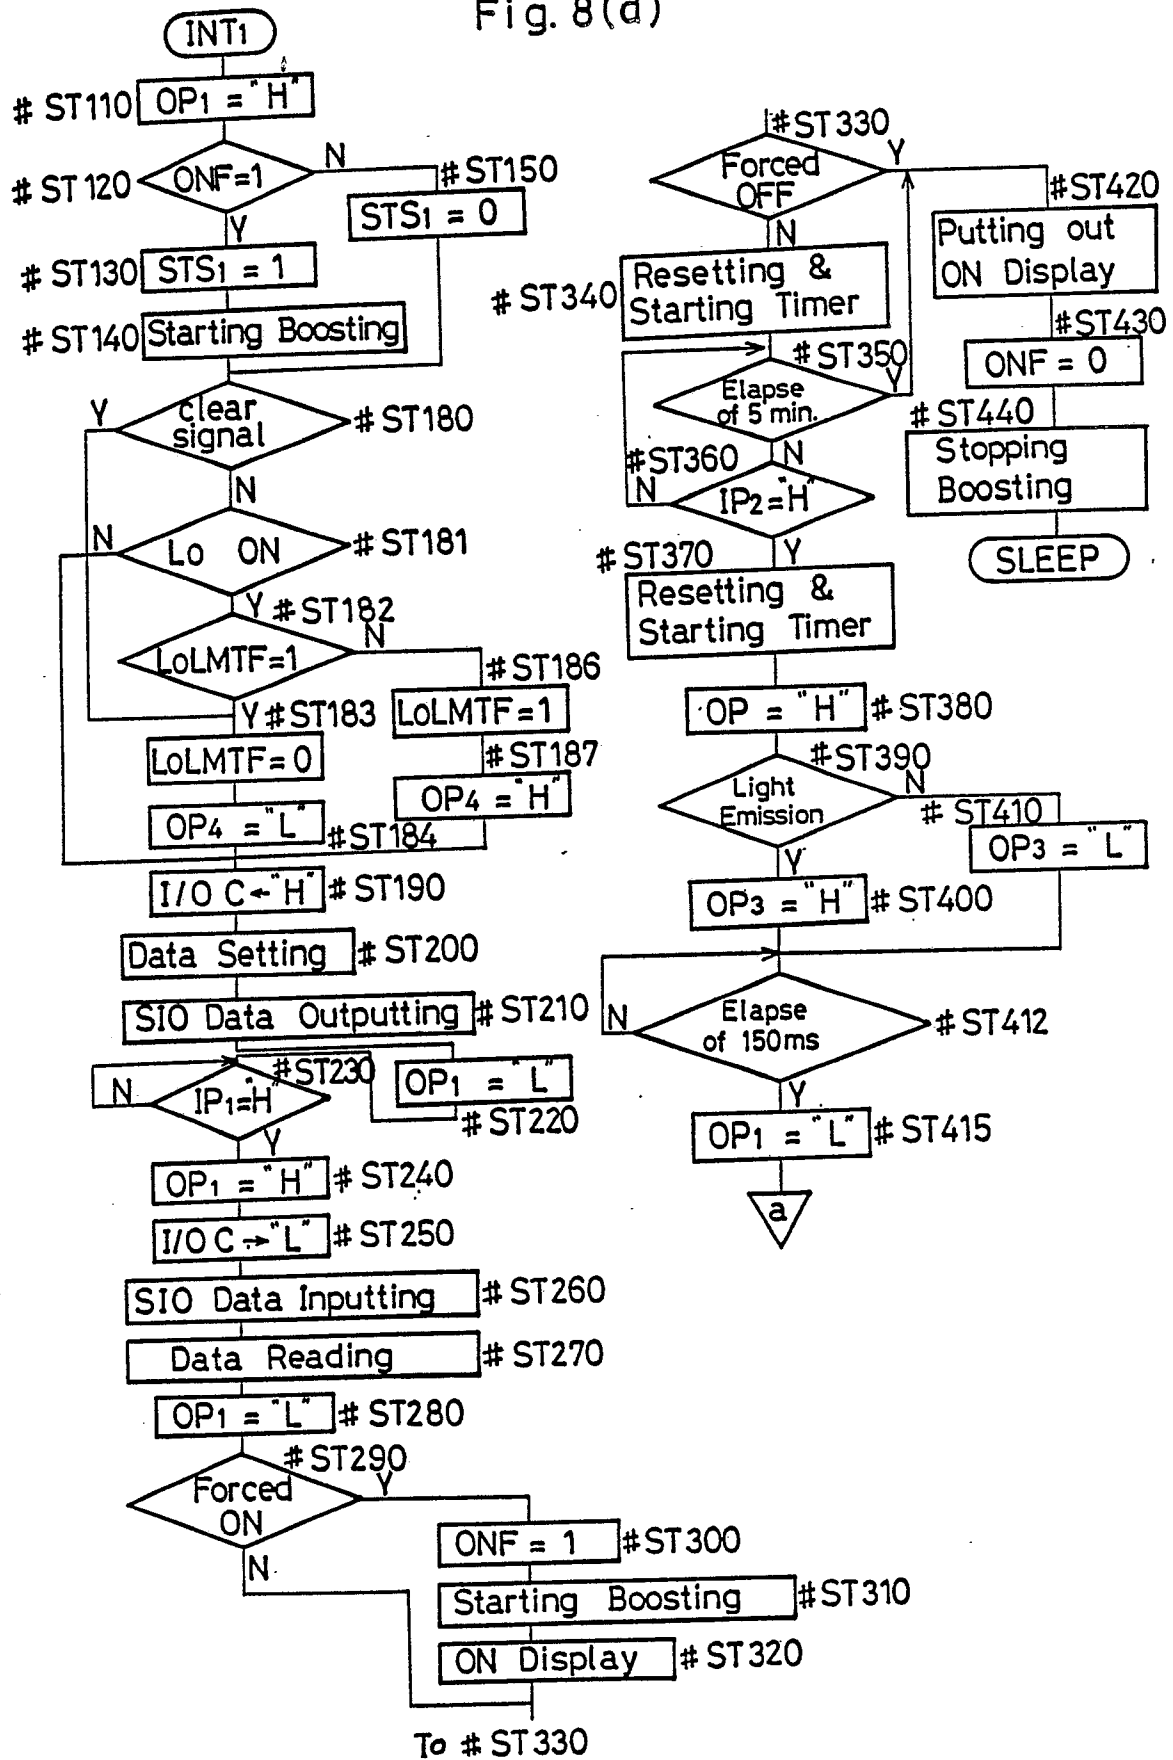 Fig. 8(d)
INT1
# ST110 OP1 = "H"
# ST120 ONF=1
N
# ST150
STS1 = 0
Y
# ST130 STS1 = 1
# ST140 Starting Boosting
Y
clear
signal
# ST180
N
N
Lo ON
# ST181
Y # ST182
LoLMTF=1
N
# ST186
LoLMTF=1
Y # ST183
LoLMTF=0
# ST187
OP4 = "H"
OP4 = "L"
# ST184
I/O C←"H" # ST190
Data Setting # ST200
SIO Data Outputting # ST210
# ST230
N
IP1="H"
OP1 = "L"
# ST220
Y
OP1 = "H" # ST240
I/O C→"L" # ST250
SIO Data Inputting # ST260
Data Reading # ST270
OP1 = "L" # ST280
# ST290
Forced
ON
Y
N
ONF = 1 # ST300
Starting Boosting # ST310
ON Display # ST320
To # ST330
# ST330
Forced
OFF
Y
N
# ST420
Putting out
ON Display
# ST340 Resetting &
Starting Timer
# ST350
Elapse
of 5 min.
Y
N
# ST430
ONF = 0
# ST360
N
IP2="H"
Y
# ST440
Stopping
Boosting
SLEEP
# ST370
Resetting &
Starting Timer
OP = "H" # ST380
# ST390
Light
Emission
N
# ST410
OP3 = "L"
Y
OP3 = "H" # ST400
N
Elapse
of 150ms
# ST412
Y
OP1 = "L" # ST415
a